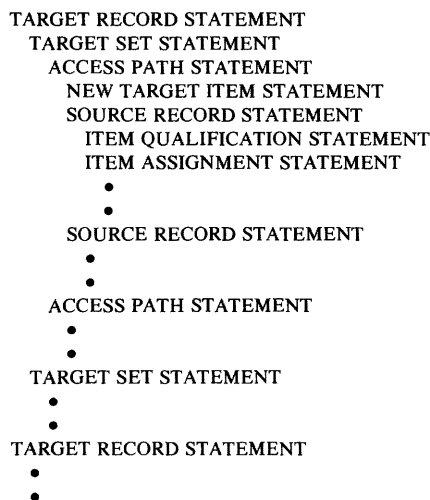 TARGET RECORD STATEMENT
TARGET SET STATEMENT
ACCESS PATH STATEMENT
NEW TARGET ITEM STATEMENT
SOURCE RECORD STATEMENT
ITEM QUALIFICATION STATEMENT
ITEM ASSIGNMENT STATEMENT
•
•
SOURCE RECORD STATEMENT
•
•
ACCESS PATH STATEMENT
•
•
TARGET SET STATEMENT
•
•
TARGET RECORD STATEMENT
•
•